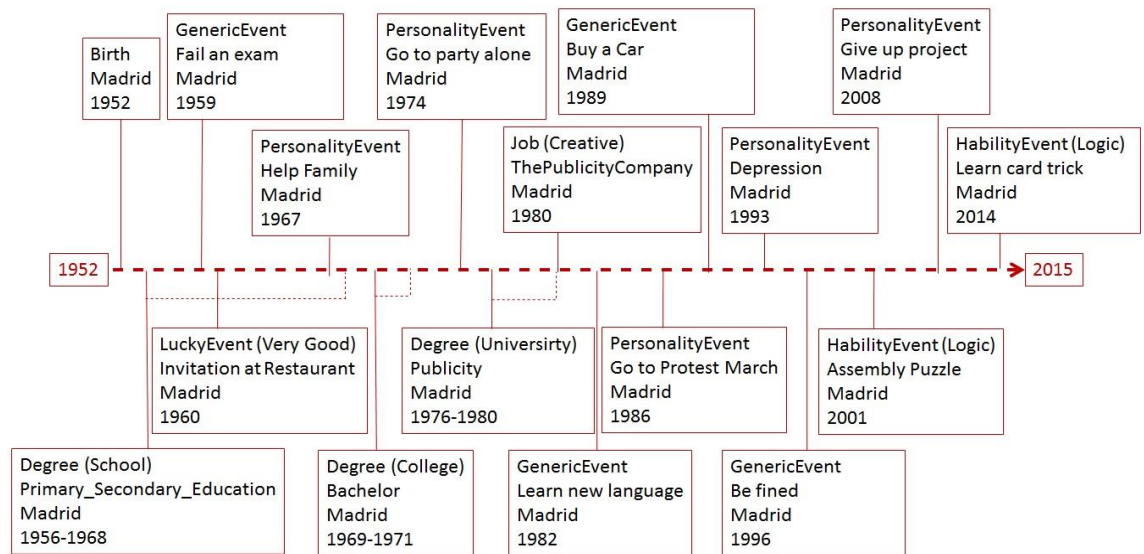 Birth
Madrid
1952
GenericEvent
Fail an exam
Madrid
1959
PersonalityEvent
Help Family
Madrid
1967
PersonalityEvent
Go to party alone
Madrid
1974
Job (Creative)
ThePublicityCompany
Madrid
1980
GenericEvent
Buy a Car
Madrid
1989
PersonalityEvent
Depression
Madrid
1993
PersonalityEvent
Give up project
Madrid
2008
HabilityEvent (Logic)
Learn card trick
Madrid
2014
1952
2015
Degree (School)
Primary_Secondary_Education
Madrid
1956-1968
LuckyEvent (Very Good)
Invitation at Restaurant
Madrid
1960
Degree (College)
Bachelor
Madrid
1969-1971
Degree (Universirty)
Publicity
Madrid
1976-1980
GenericEvent
Learn new language
Madrid
1982
PersonalityEvent
Go to Protest March
Madrid
1986
GenericEvent
Be fined
Madrid
1996
HabilityEvent (Logic)
Assembly Puzzle
Madrid
2001